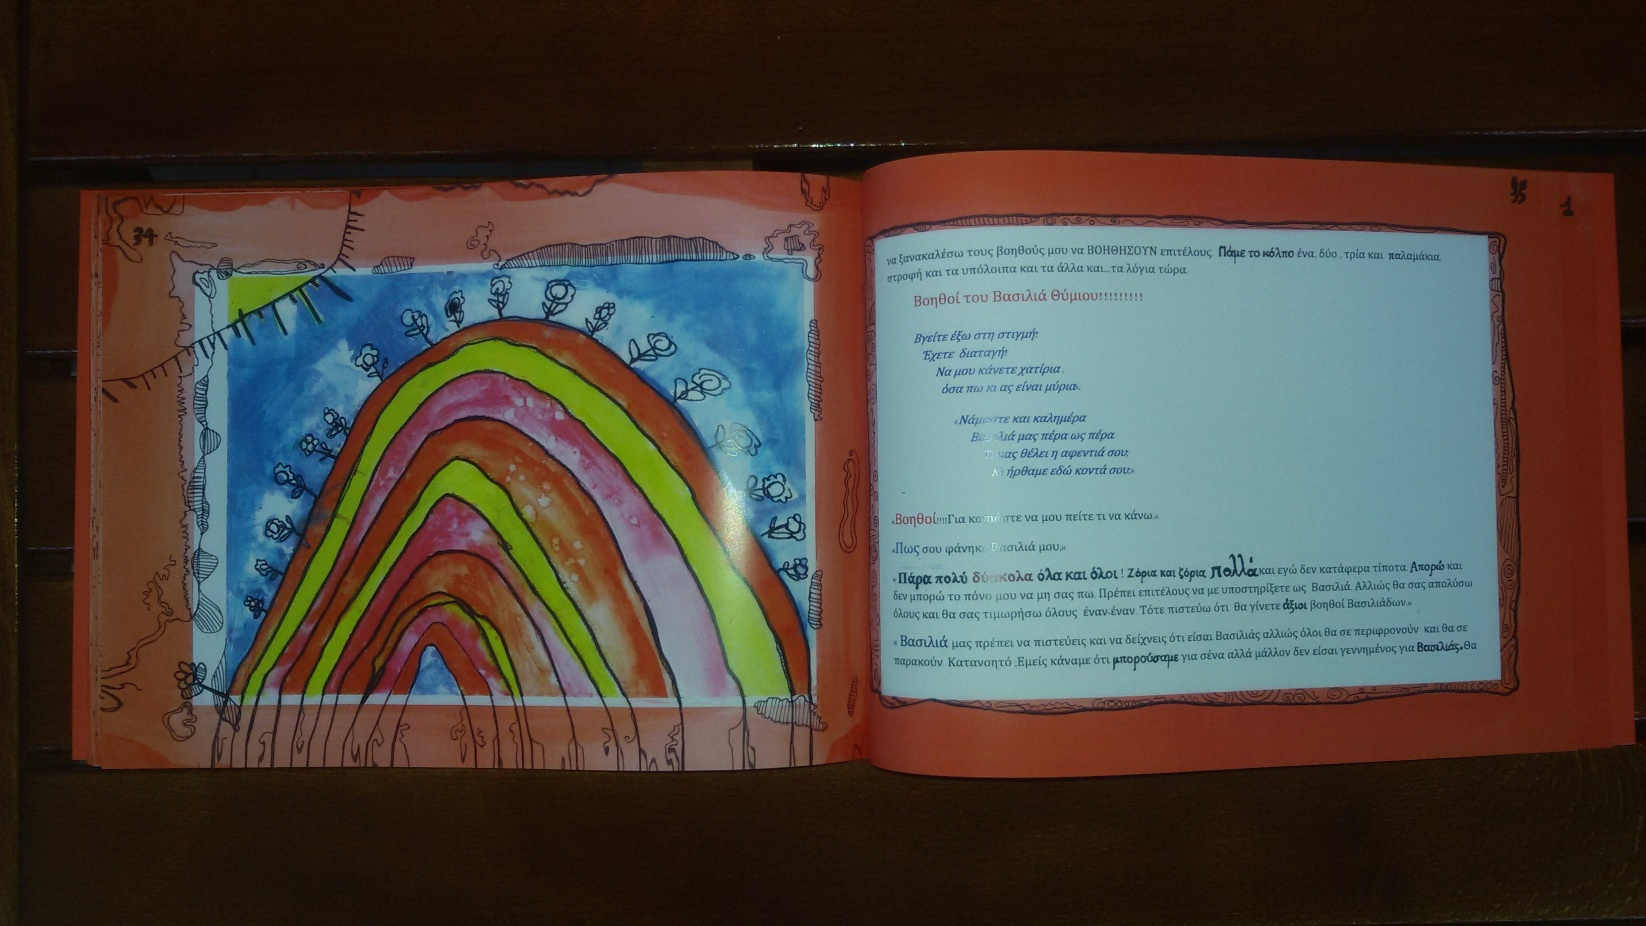 34
35
1
να ξανακαλέσω τους βοηθούς μου να ΒΟΗΘΗΣΟΥΝ επιτέλους. Πάμε το κόλπο ένα, δύο , τρία και παλαμάκια,
στροφή και τα υπόλοιπα και τα άλλα και...τα λόγια τώρα.
Βοηθοί του Βασιλιά Θύμιου!!!!!!!!!
Βγείτε έξω στη στιγμή!
Έχετε διαταγή!
Να μου κάνετε χατίρια ,
όσα πω κι ας είναι μύρια».
«Νάμαστε και καλημέρα
Βασιλιά μας πέρα ως πέρα
Τι μας θέλει η αφεντιά σου;
ήρθαμε εδώ κοντά σου;»
«Βοηθοί!!!!Για κοπιάστε να μου πείτε τι να κάνω.»
«Πως σου φάνηκε Βασιλιά μου;»
« Πάρα πολύ δύσκολα όλα και όλοι ! Ζόρια και ζόρια πολλά και εγώ δεν κατάφερα τίποτα. Απορώ και
δεν μπορώ το πόνο μου να μη σας πω. Πρέπει επιτέλους να με υποστηρίξετε ως Βασιλιά. Αλλιώς θα σας απολύσω
όλους και θα σας τιμωρήσω όλους έναν-έναν. Τότε πιστεύω ότι θα γίνετε άξιοι βοηθοί Βασιλιάδων.»
« Βασιλιά μας πρέπει να πιστεύεις και να δείχνεις ότι είσαι Βασιλιάς αλλιώς όλοι θα σε περιφρονούν και θα σε
παρακούν. Κατανοητό ;Εμείς κάναμε ότι μπορούσαμε για σένα αλλά μάλλον δεν είσαι γεννημένος για Βασιλιάς.Θα